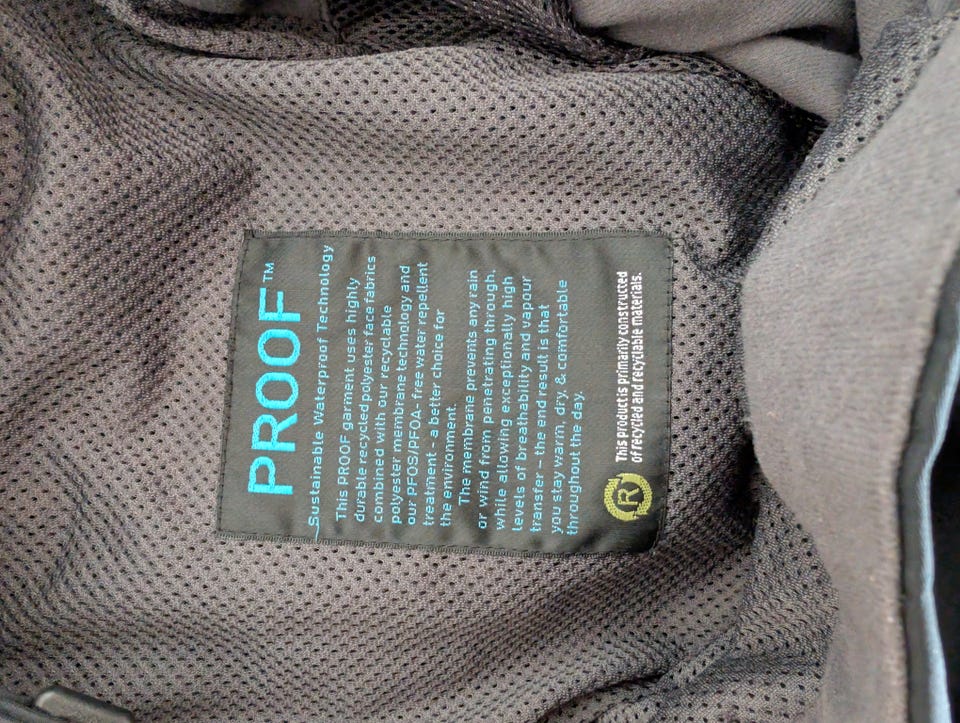 PROOF™
Sustainable Waterproof Technology
This PROOF garment uses highly
durable recycled polyester face fabrics
combined with our recyclable
polyester membrane technology and
our PFOS/PFOA- free water repellent
treatment - a better choice for
the environment.
The membrane prevents any rain
or wind from penetrating through.
while allowing exceptionally high
levels of breathability and vapour
transfer – the end result is that
you stay warm, dry, & comfortable
throughout the day.
R
This product is primarily constructed
of recycled and recyclable materials.